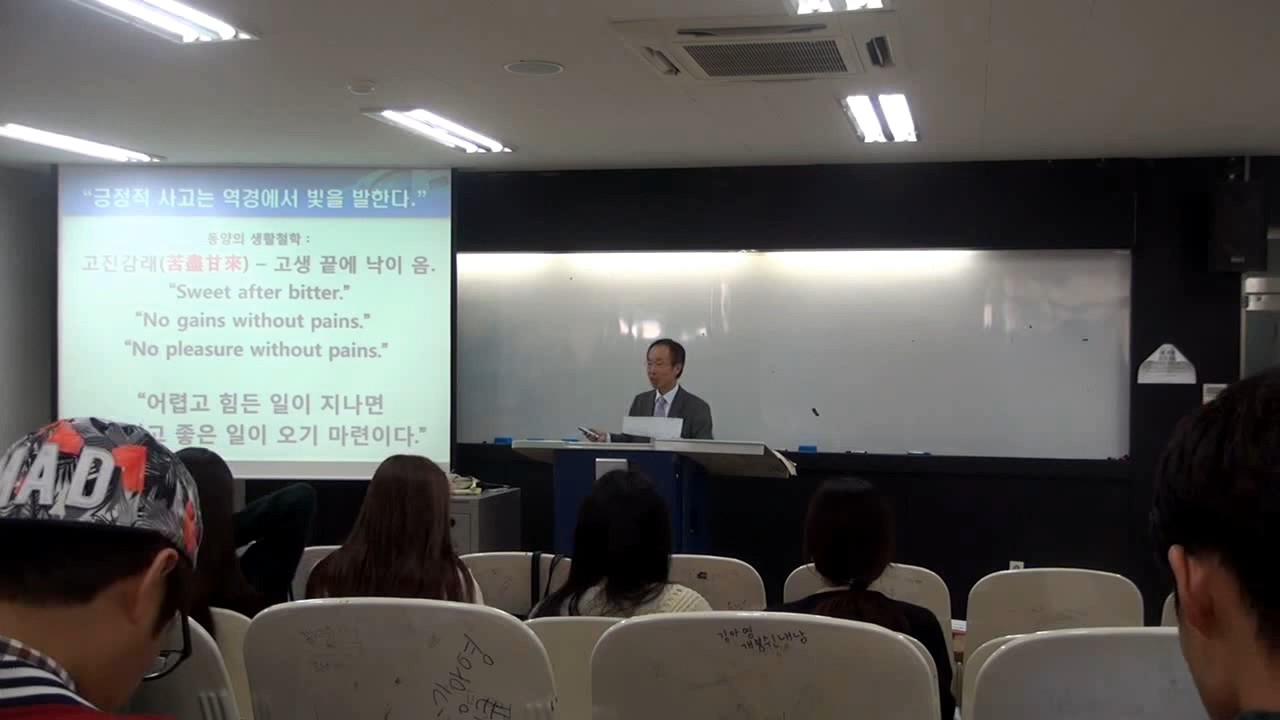 “긍정적 사고는 역경에서 빛을 발한다.”
동양의 생활철학 :
고진감래(苦盡甘來) – 고생 끝에 낙이 옴.
“Sweet after bitter.”
“No gains without pains.”
“No pleasure without pains.”
“어렵고 힘든 일이 지나면
좋은 일이 오기 마련이다.”
MAD
김아영